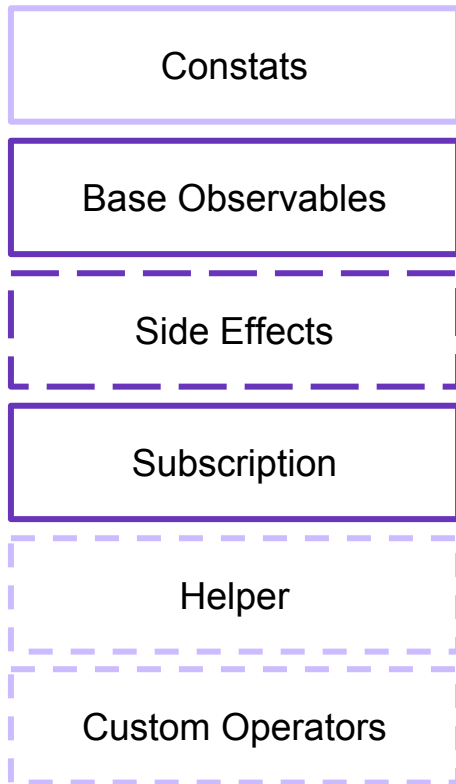 Constats
Base Observables
Side Effects
Subscription
Helper
Custom Operators